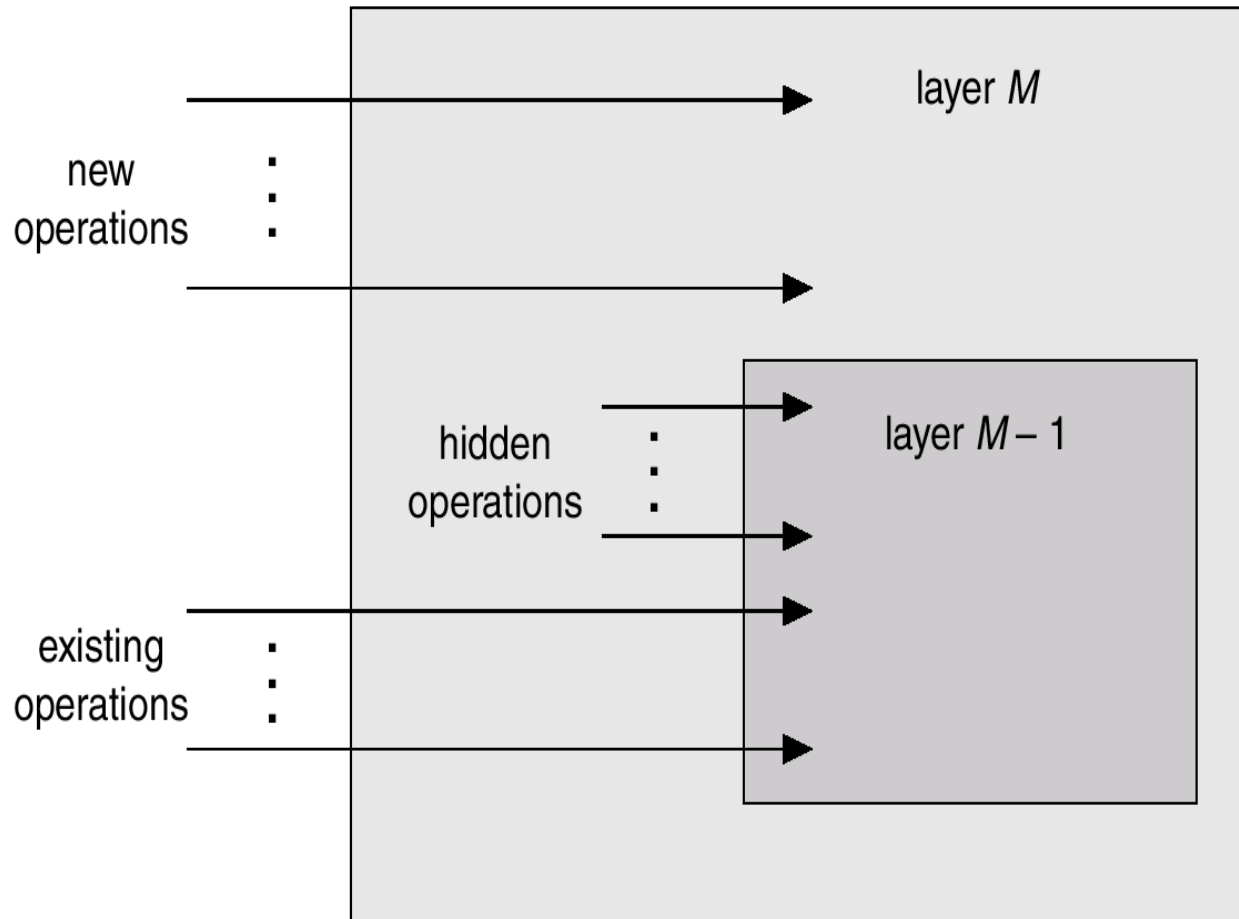 layer M
new
operations
layer M – 1
hidden
operations
existing
operations